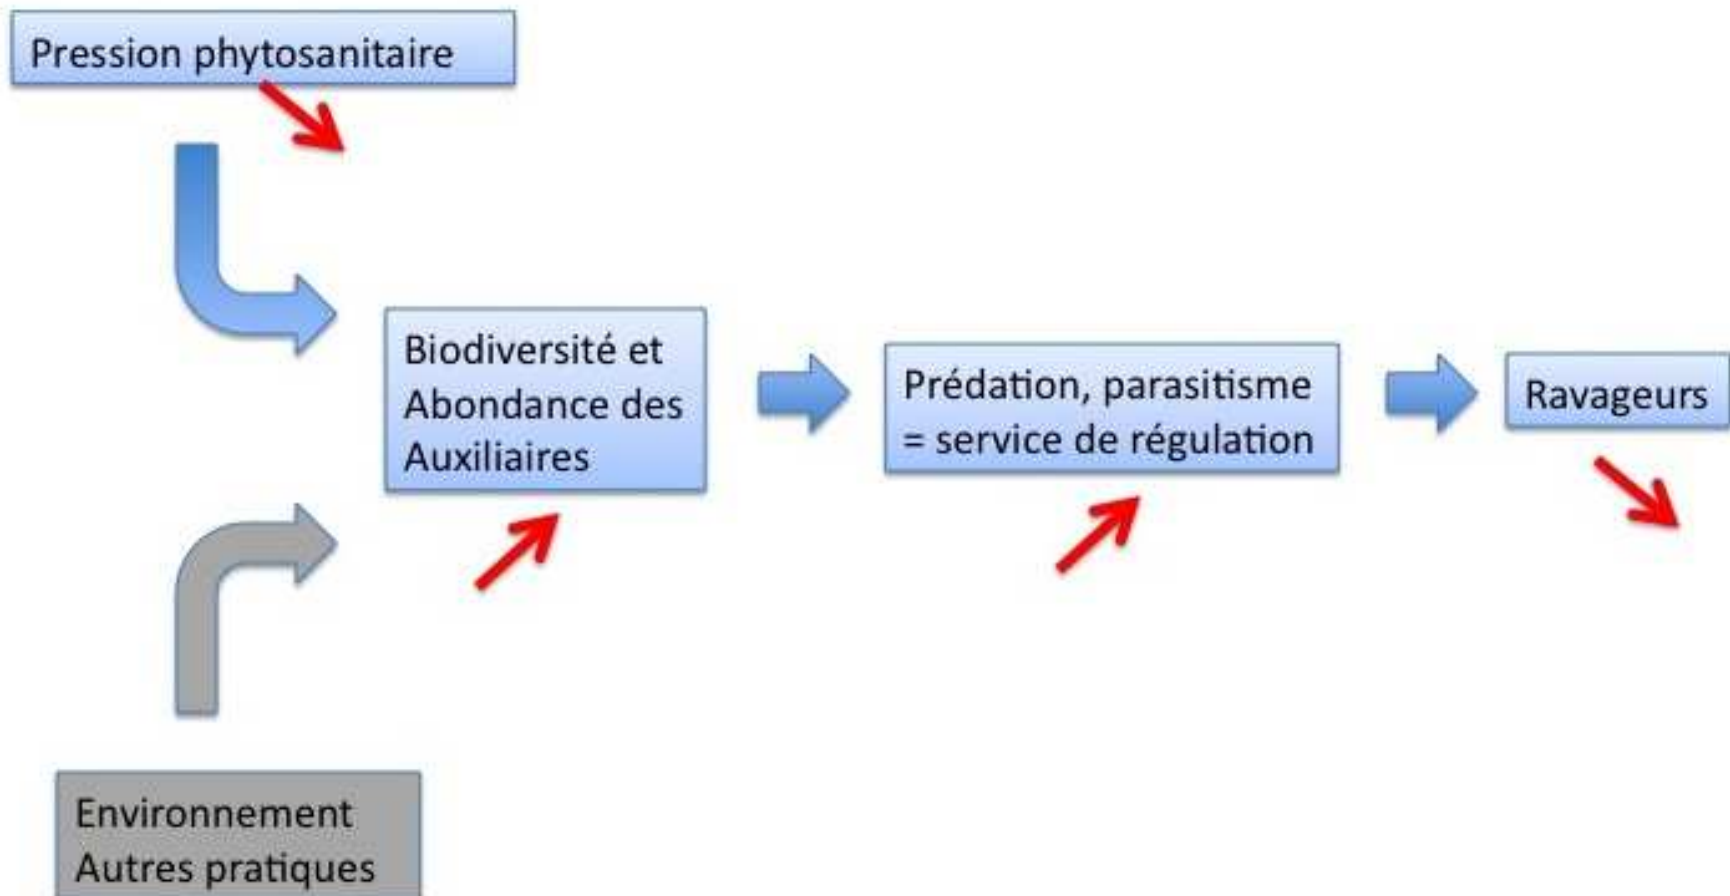 Pression phytosanitaire
Biodiversité et
Abondance des
Auxiliaires
Prédation, parasitisme
= service de régulation
Ravageurs
Environnement
Autres pratiques